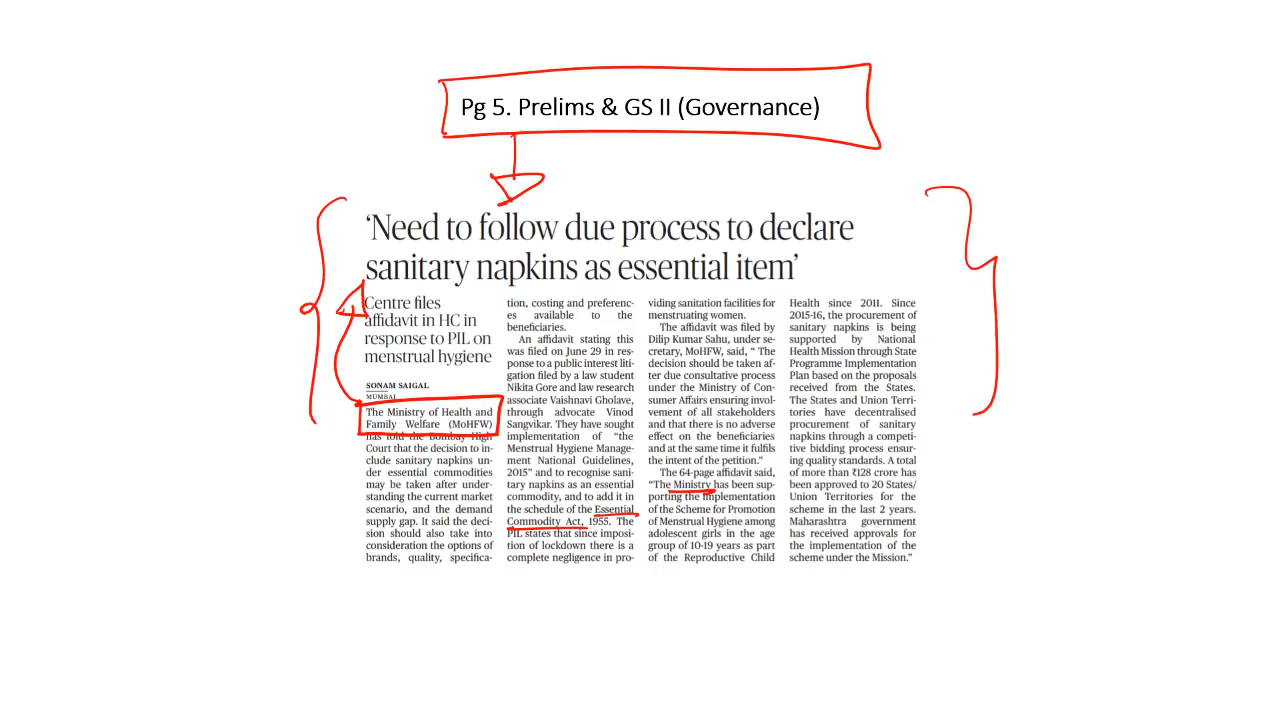 Pg 5. Prelims & GS II (Governance)
‘Need to follow due process to declare
sanitary napkins as essential item’
Centre files
affidavit in HC in
response to PIL on
menstrual hygiene
SONAM SAIGAL
MUMBAI
The Ministry of Health and
Family Welfare (MoHFW)
has told the Bombay High
Court that the decision to in-
clude sanitary napkins un-
der essential commodities
may be taken after under-
standing the current market
scenario, and the demand
supply gap. It said the deci-
sion should also take into
consideration the options of
brands, quality, specifica-
tion, costing and preferenc-
es available to the
beneficiaries.
An affidavit stating this
was filed on June 29 in res-
ponse to a public interest liti-
gation filed by a law student
Nikita Gore and law research
associate Vaishnavi Gholave,
through advocate Vinod
Sangvikar. They have sought
implementation of “the
Menstrual Hygiene Manage-
ment National Guidelines,
2015” and to recognise sani-
tary napkins as an essential
commodity, and to add it in
the schedule of the Essential
Commodity Act, 1955. The
PIL states that since imposi-
tion of lockdown there is a
complete negligence in pro-
viding sanitation facilities for
menstruating women.
The affidavit was filed by
Dilip Kumar Sahu, under se-
cretary, MoHFW, said, “ The
decision should be taken af-
ter due consultative process
under the Ministry of Con-
sumer Affairs ensuring invol-
vement of all stakeholders
and that there is no adverse
effect on the beneficiaries
and at the same time it fulfils
the intent of the petition.”
The 64-page affidavit said,
“The Ministry has been sup-
porting the implementation
of the Scheme for Promotion
of Menstrual Hygiene among
adolescent girls in the age
group of 10-19 years as part
of the Reproductive Child
Health since 2011. Since
2015-16, the procurement of
sanitary napkins is being
supported by National
Health Mission through State
Programme Implementation
Plan based on the proposals
received from the States.
The States and Union Terri-
tories have decentralised
procurement of sanitary
napkins through a competi-
tive bidding process ensur-
ing quality standards. A total
of more than ₹128 crore has
been approved to 20 States/
Union Territories for the
scheme in the last 2 years.
Maharashtra government
has received approvals for
the implementation of the
scheme under the Mission.”